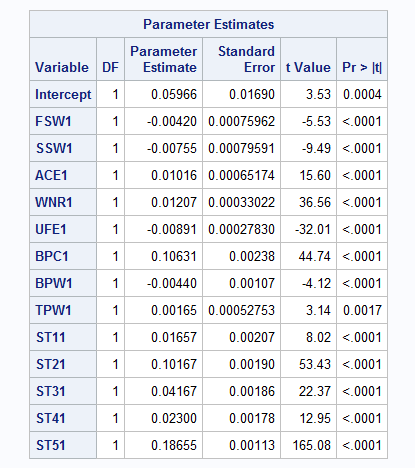 Parameter Estimates
Variable DF Parameter Estimate Standard Error t Value Pr > |t|
Intercept 1 0.05966 0.01690 3.53 0.0004
FSW1 1 -0.00420 0.00075962 -5.53 <.0001
SSW1 1 -0.00755 0.00079591 -9.49 <.0001
ACE1 1 0.01016 0.00065174 15.60 <.0001
WNR1 1 0.01207 0.00033022 36.56 <.0001
UFE1 1 -0.00891 0.00027830 -32.01 <.0001
BPC1 1 0.10631 0.00238 44.74 <.0001
BPW1 1 -0.00440 0.00107 -4.12 <.0001
TPW1 1 0.00165 0.00052753 3.14 0.0017
ST11 1 0.01657 0.00207 8.02 <.0001
ST21 1 0.10167 0.00190 53.43 <.0001
ST31 1 0.04167 0.00186 22.37 <.0001
ST41 1 0.02300 0.00178 12.95 <.0001
ST51 1 0.18655 0.00113 165.08 <.0001